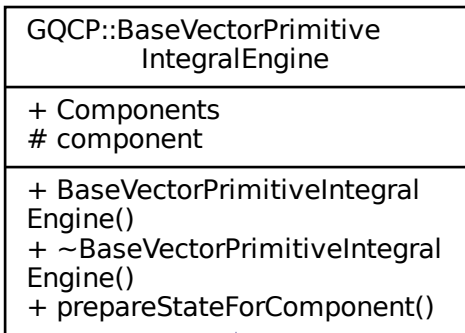 GQCP::BaseVectorPrimitive
IntegralEngine
+ Components
# component
+ BaseVectorPrimitiveIntegral
Engine()
+ ~BaseVectorPrimitiveIntegral
Engine()
+ prepareStateForComponent()